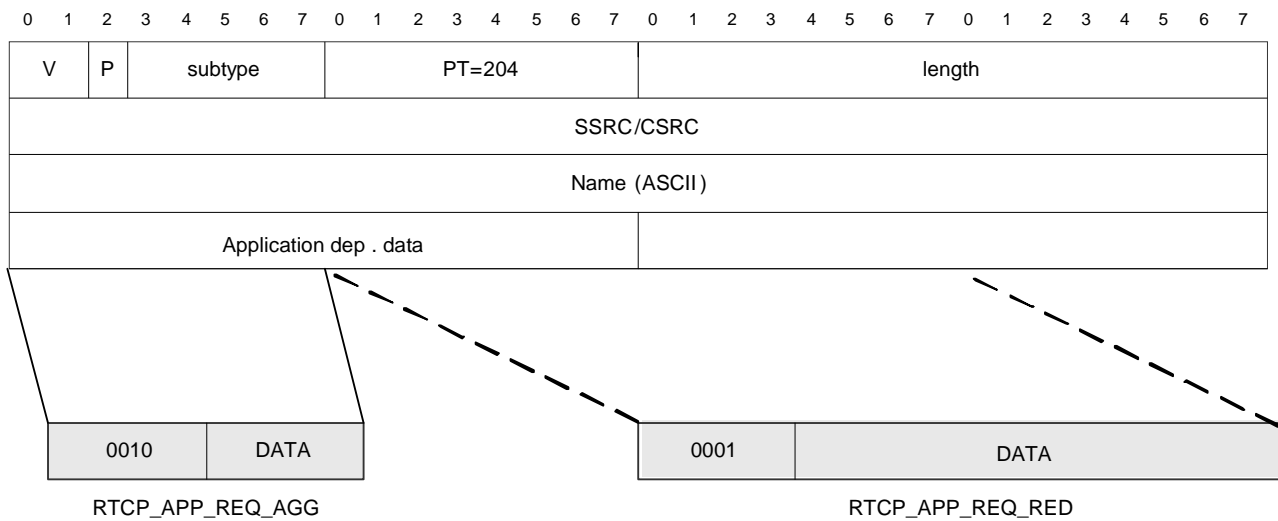 0 1 2 3 4 5 6 7 0 1 2 3 4 5 6 7 0 1 2 3 4 5 6 7 0 1 2 3 4 5 6 7
V P subtype PT=204 length
SSRC/CSRC
Name (ASCII)
Application dep . data
0010 DATA 0001 DATA
RTCP_APP_REQ_AGG RTCP_APP_REQ_RED